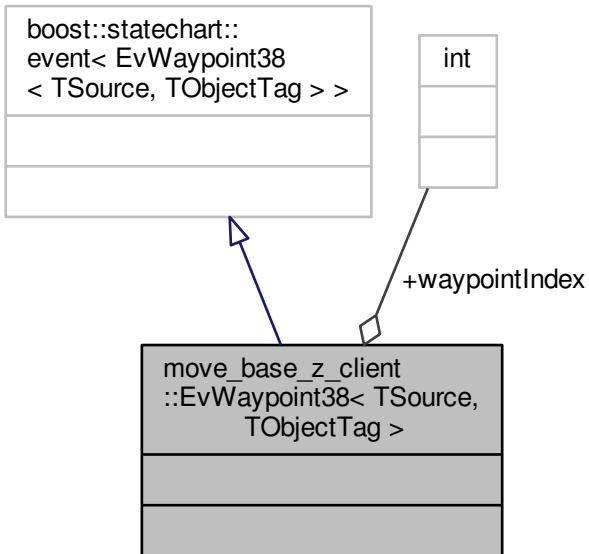 boost::statechart::
event< EvWaypoint38
< TSource, TObjectTag > >
int
+waypointIndex
move_base_z_client
::EvWaypoint38< TSource,
TObjectTag >